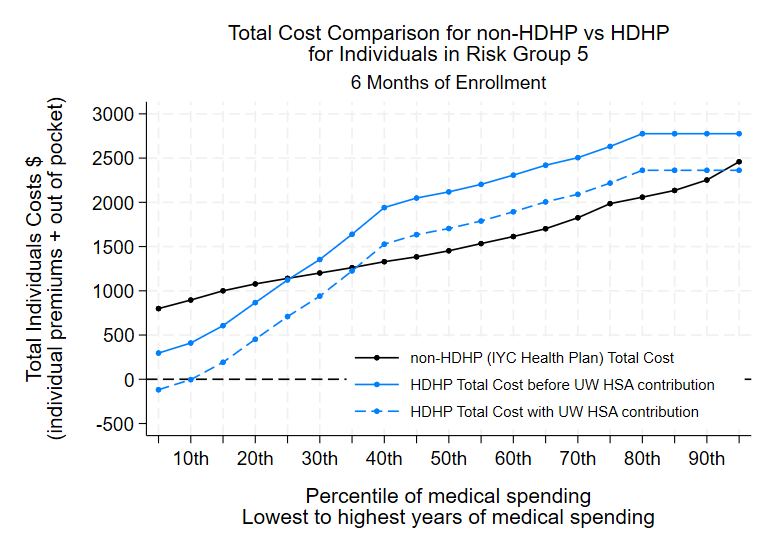 Total Cost Comparison for non-HDHP vs HDHP
for Individuals in Risk Group 5
6 Months of Enrollment
Total Individuals Costs $
(individual premiums + out of pocket)
3000
2500
2000
1500
1000
500
0
-500
non-HDHP (IYC Health Plan) Total Cost
HDHP Total Cost before UW HSA contribution
HDHP Total Cost with UW HSA contribution
10th 20th 30th 40th 50th 60th 70th 80th 90th
Percentile of medical spending
Lowest to highest years of medical spending